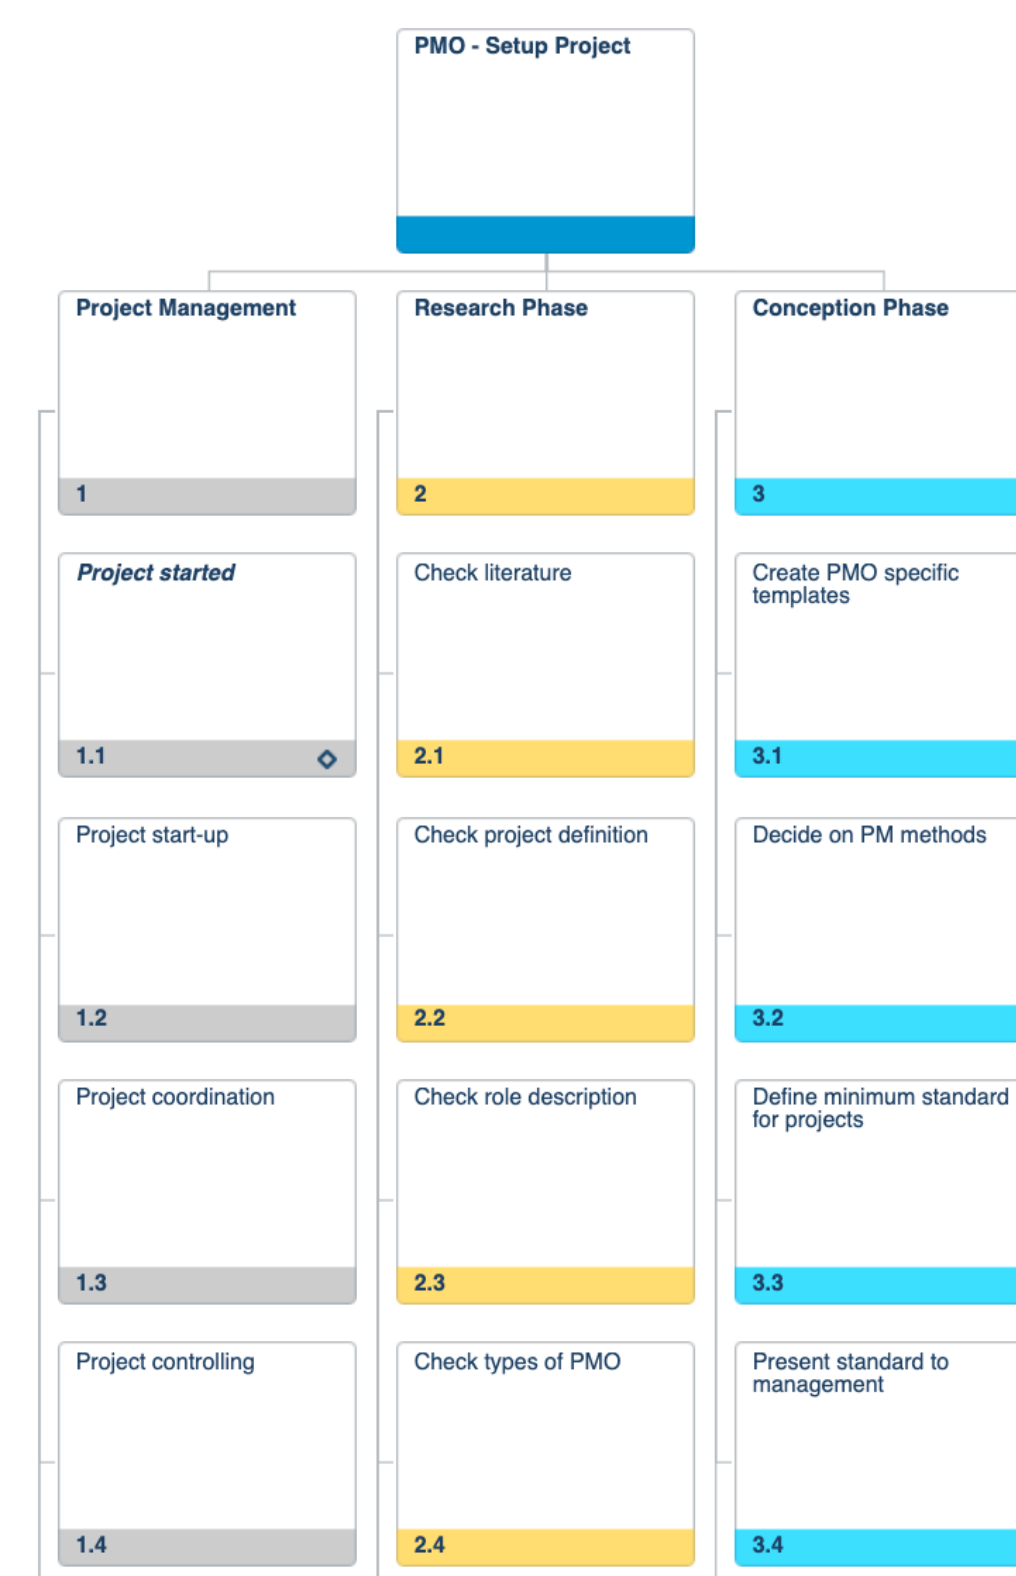 PMO - Setup Project
Project Management
1
Research Phase
2
Conception Phase
3
Project started
1.1
Check literature
2.1
Create PMO specific
templates
3.1
Project start-up
1.2
Check project definition
2.2
Decide on PM methods
3.2
Project coordination
1.3
Check role description
2.3
Define minimum standard
for projects
3.3
Project controlling
1.4
Check types of PMO
2.4
Present standard to
management
3.4